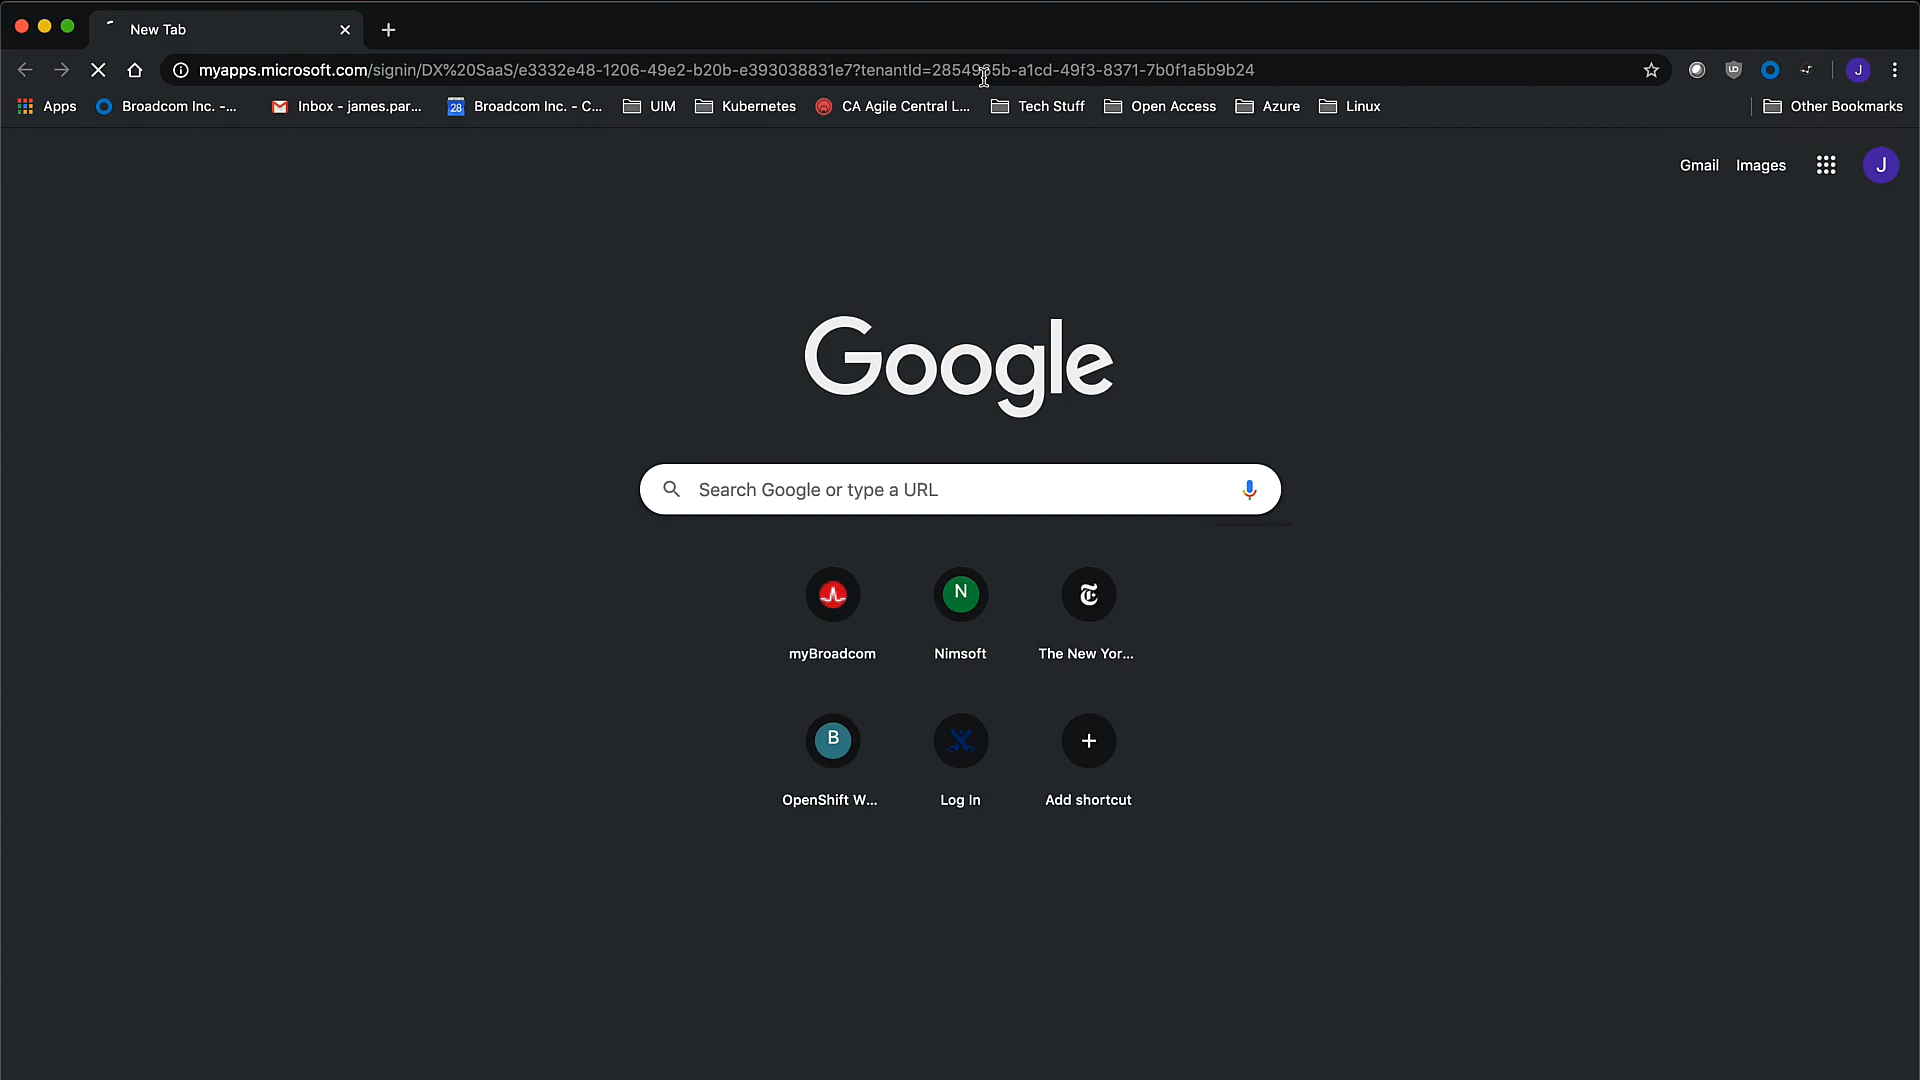 New Tab
myapps.microsoft.com/signin/DX%20SaaS/e3332e48-1206-49e2-b20b-e393038831e7?tenantId=2854935b-a1cd-49f3-8371-7b0f1a5b9b24
J
Apps
Broadcom Inc. -...
Inbox - james.par...
28
Broadcom Inc. - C...
UIM
Kubernetes
CA Agile Central L...
Tech Stuff
Open Access
Azure
Linux
Other Bookmarks
Gmail
Images
J
Google
Search Google or type a URL
N
myBroadcom
Nimsoft
The New Yor...
B
OpenShift W...
Log In
Add shortcut